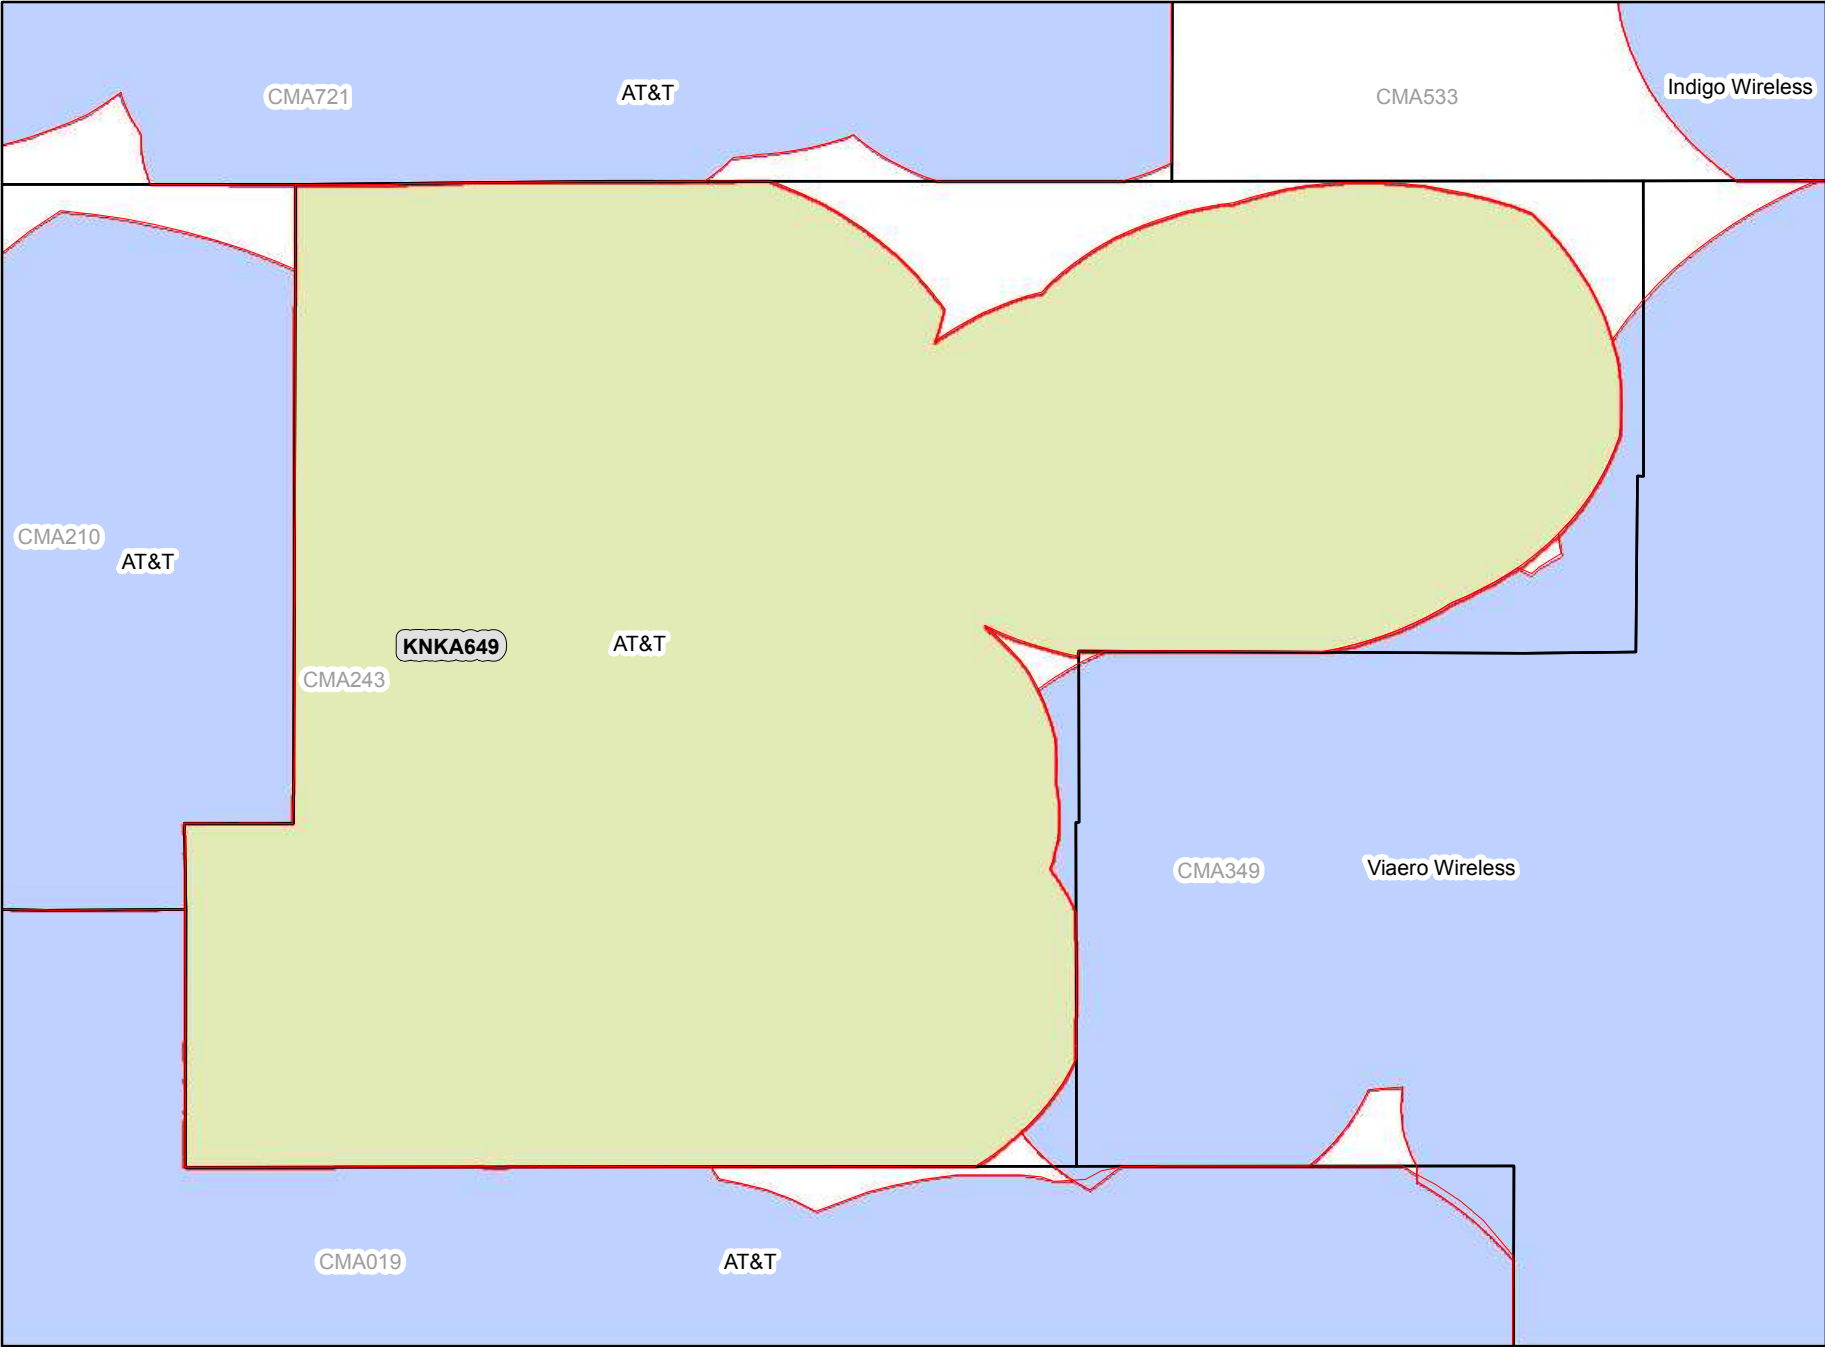 Indigo Wireless
AT&T
CMA721
CMA533
CMA210
AT&T
KNKA649
AT&T
CMA243
CMA349
Viaero Wireless
CMA019
AT&T